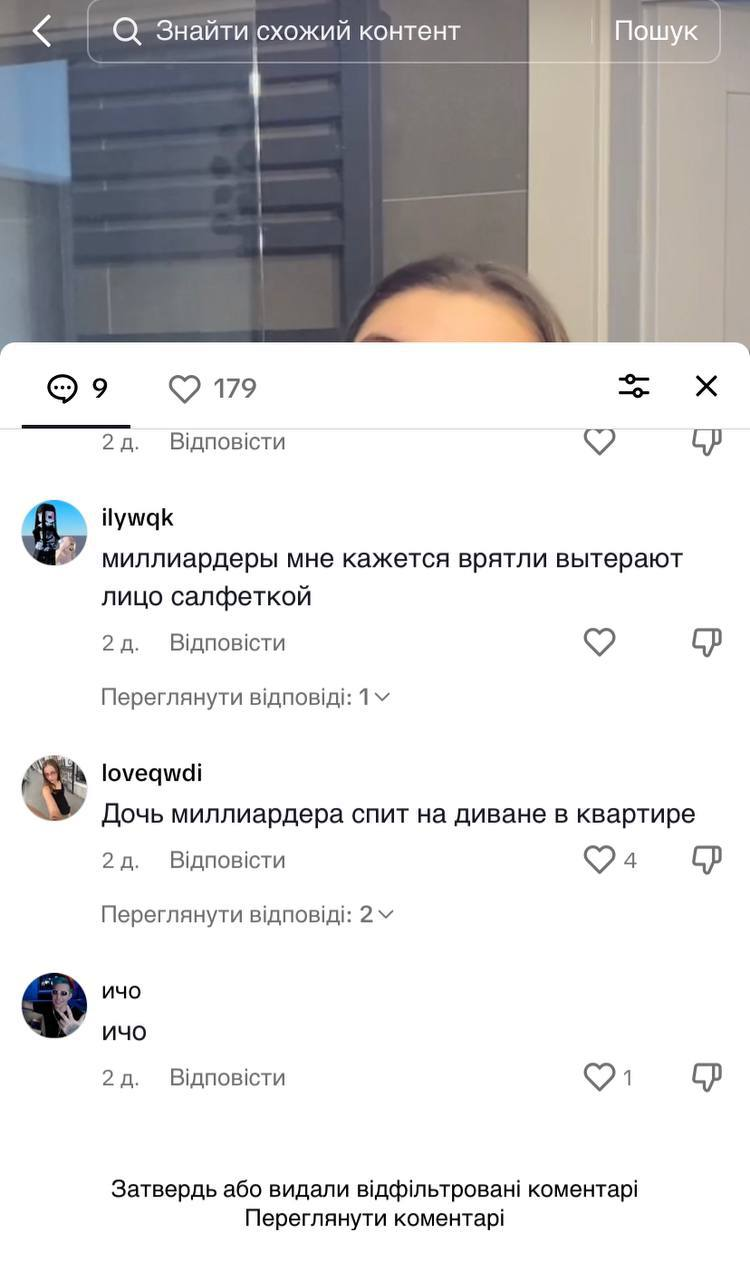 Знайти схожий контент
Пошук
9
179
2 д. Відповісти
ilywqk
миллиардеры мне кажется врятли вытерают
лицо салфеткой
2 д. Відповісти
Переглянути відповіді: 1
loveqwdi
Дочь миллиардера спит на диване в квартире
2 д. Відповісти 4
Переглянути відповіді: 2
ичо
ичо
2 д. Відповісти 1
Затвердь або видали відфільтровані коментарі
Переглянути коментарі